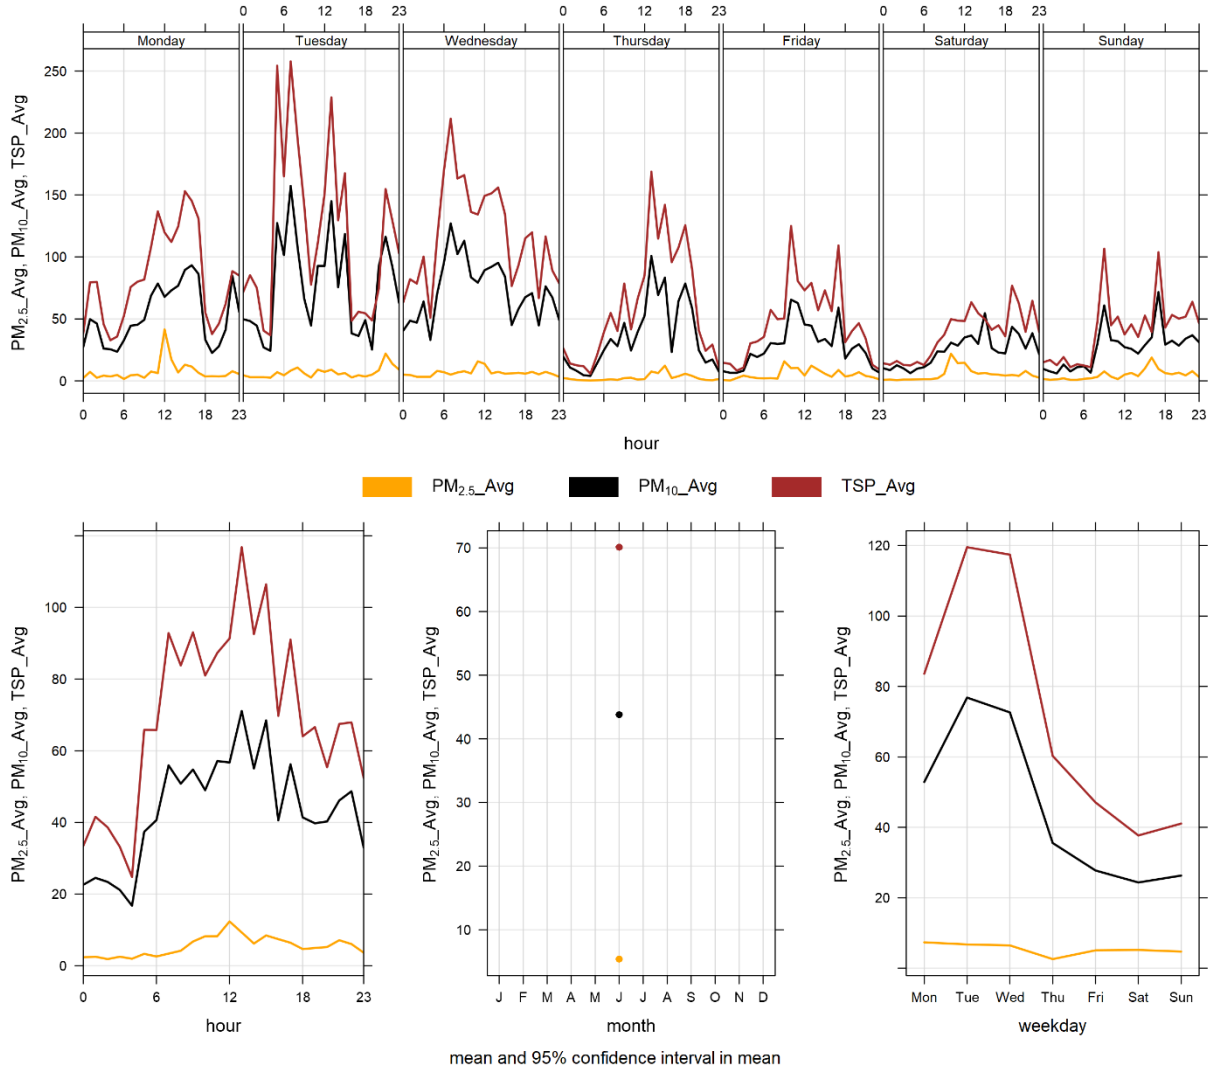 0 6 12 18 23 0 6 12 18 23 0 6 12 18 23 0 6 12 18 23
Monday Tuesday Wednesday Thursday Friday Saturday Sunday
PM2.5_Avg, PM10_Avg, TSP_Avg
250
200
150
100
50
0
0 6 12 18 23 0 6 12 18 23 0 6 12 18 23 0 6 12 18 23
hour
PM2.5_Avg PM10_Avg TSP_Avg
PM2.5_Avg, PM10_Avg, TSP_Avg
100
80
60
40
20
0
0 6 12 18 23
hour
PM2.5_Avg, PM10_Avg, TSP_Avg
70
60
50
40
30
20
10
J F M A M J J A S O N D
month
PM2.5_Avg, PM10_Avg, TSP_Avg
120
100
80
60
40
20
Mon Tue Wed Thu Fri Sat Sun
weekday
mean and 95% confidence interval in mean